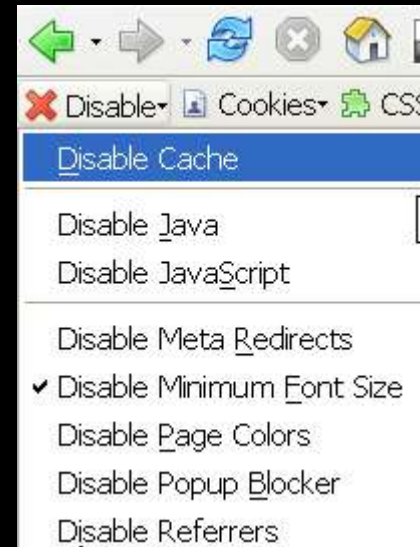 Disable Cookies CSS
Disable Cache
Disable Java
Disable JavaScript
Disable Meta Redirects
Disable Minimum Font Size
Disable Page Colors
Disable Popup Blocker
Disable Referrers